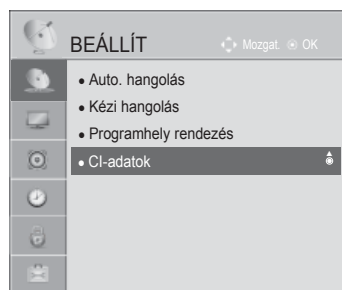 BEÁLLÍT
Mozgat. OK
• Auto. hangolás
• Kézi hangolás
• Programhely rendezés
• CI-adatok